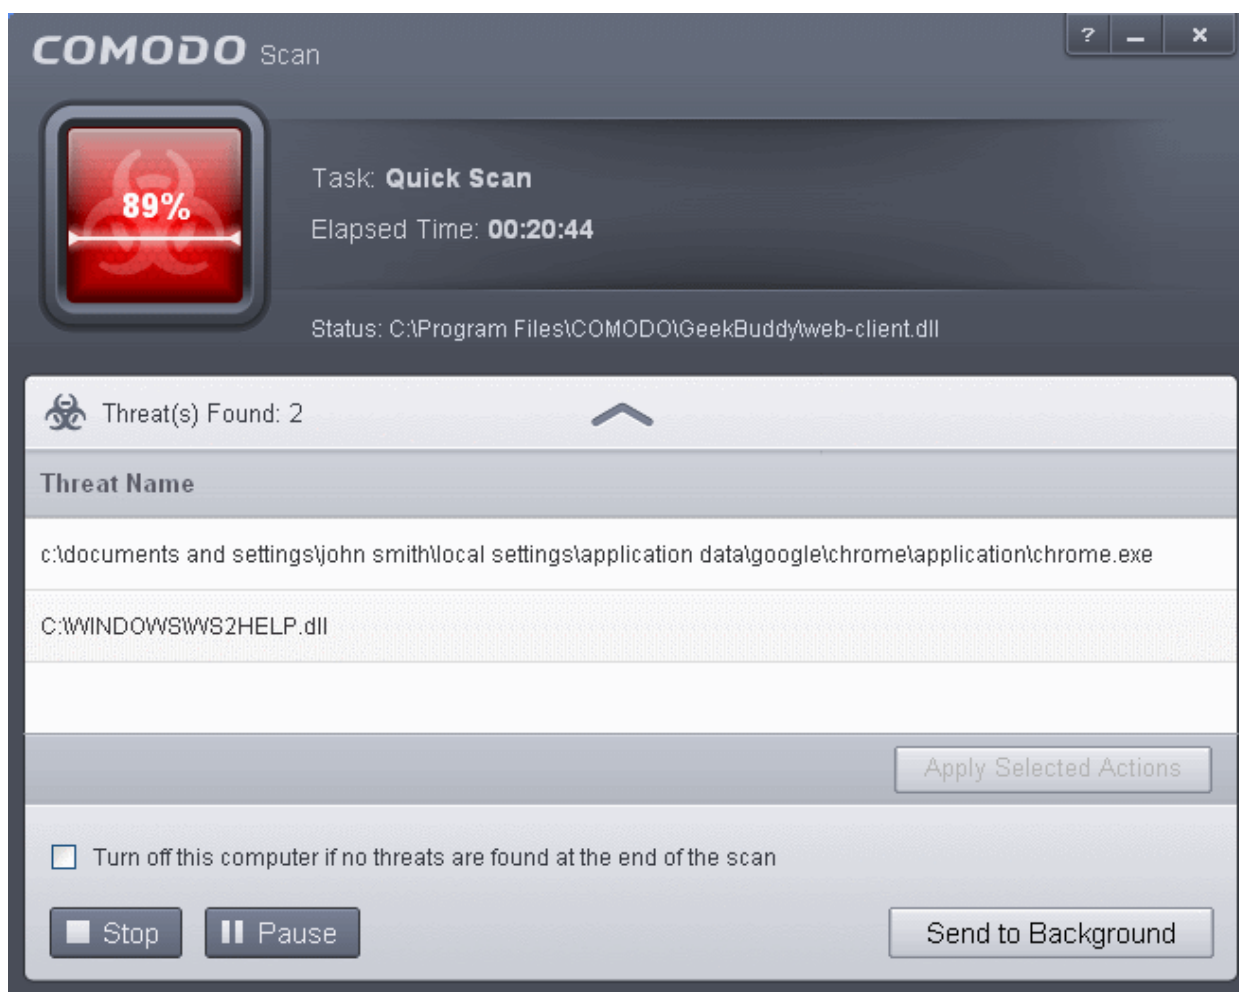 COMODO Scan
? – ×
89%
Task: Quick Scan
Elapsed Time: 00:20:44
Status: C:\Program Files\COMODO\GeekBuddy\web-client.dll
Threat(s) Found: 2
Threat Name
c:\documents and settings\john smith\local settings\application data\google\chrome\application\chrome.exe
C:\WINDOWS\WS2HELP.dll
Apply Selected Actions
Turn off this computer if no threats are found at the end of the scan
Stop Pause Send to Background